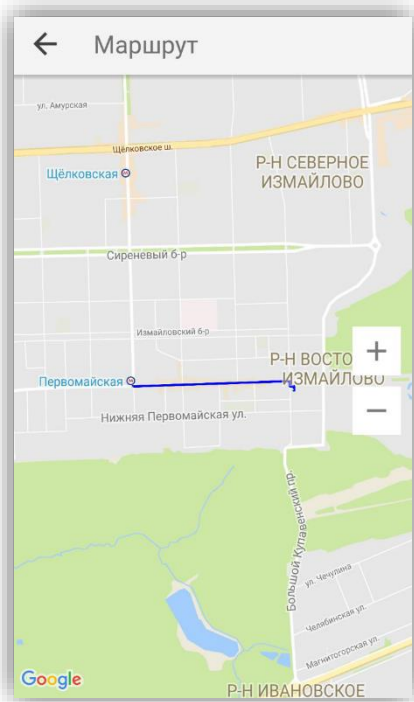 Маршрут
ул. Амурская
Щёлковское ш.
Щёлковская
Р-Н СЕВЕРНОЕ
ИЗМАЙЛОВО
Сиреневый б-р
Измайловский б-р
Р-Н ВОСТО
ИЗМАЙЛОВО
Первомайская
Нижняя Первомайская ул.
Большой Купавенский пр.
ул. Чечулина
Челябинская ул.
Магнитогорская ул.
Google
Р-Н ИВАНОВСКОЕ